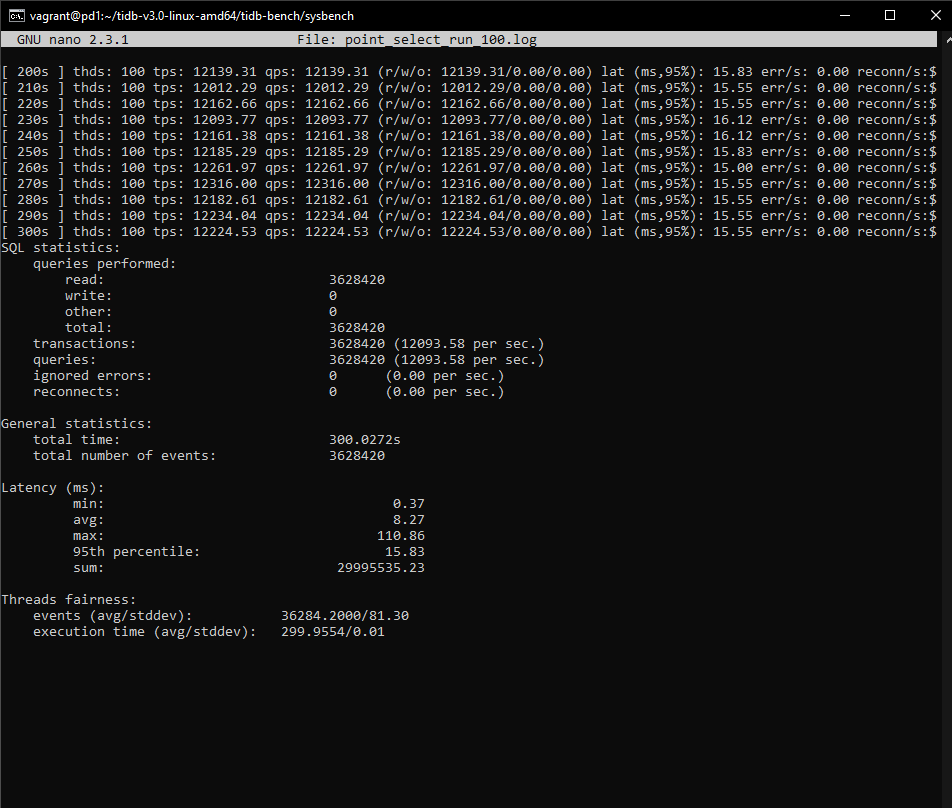 vagrant@pd1:~/tidb-v3.0-linux-amd64/tidb-bench/sysbench
GNU nano 2.3.1 File: point_select_run_100.log
[ 200s ] thds: 100 tps: 12139.31 qps: 12139.31 (r/w/o: 12139.31/0.00/0.00) lat (ms,95%): 15.83 err/s: 0.00 reconn/s:$
[ 210s ] thds: 100 tps: 12012.29 qps: 12012.29 (r/w/o: 12012.29/0.00/0.00) lat (ms,95%): 15.55 err/s: 0.00 reconn/s:$
[ 220s ] thds: 100 tps: 12162.66 qps: 12162.66 (r/w/o: 12162.66/0.00/0.00) lat (ms,95%): 15.55 err/s: 0.00 reconn/s:$
[ 230s ] thds: 100 tps: 12093.77 qps: 12093.77 (r/w/o: 12093.77/0.00/0.00) lat (ms,95%): 16.12 err/s: 0.00 reconn/s:$
[ 240s ] thds: 100 tps: 12161.38 qps: 12161.38 (r/w/o: 12161.38/0.00/0.00) lat (ms,95%): 16.12 err/s: 0.00 reconn/s:$
[ 250s ] thds: 100 tps: 12185.29 qps: 12185.29 (r/w/o: 12185.29/0.00/0.00) lat (ms,95%): 15.83 err/s: 0.00 reconn/s:$
[ 260s ] thds: 100 tps: 12261.97 qps: 12261.97 (r/w/o: 12261.97/0.00/0.00) lat (ms,95%): 15.00 err/s: 0.00 reconn/s:$
[ 270s ] thds: 100 tps: 12316.00 qps: 12316.00 (r/w/o: 12316.00/0.00/0.00) lat (ms,95%): 15.55 err/s: 0.00 reconn/s:$
[ 280s ] thds: 100 tps: 12182.61 qps: 12182.61 (r/w/o: 12182.61/0.00/0.00) lat (ms,95%): 15.55 err/s: 0.00 reconn/s:$
[ 290s ] thds: 100 tps: 12234.04 qps: 12234.04 (r/w/o: 12234.04/0.00/0.00) lat (ms,95%): 15.55 err/s: 0.00 reconn/s:$
[ 300s ] thds: 100 tps: 12224.53 qps: 12224.53 (r/w/o: 12224.53/0.00/0.00) lat (ms,95%): 15.55 err/s: 0.00 reconn/s:$
SQL statistics:
queries performed:
read: 3628420
write: 0
other: 0
total: 3628420
transactions: 3628420 (12093.58 per sec.)
queries: 3628420 (12093.58 per sec.)
ignored errors: 0 (0.00 per sec.)
reconnects: 0 (0.00 per sec.)
General statistics:
total time: 300.0272s
total number of events: 3628420
Latency (ms):
min: 0.37
avg: 8.27
max: 110.86
95th percentile: 15.83
sum: 29995535.23
Threads fairness:
events (avg/stddev): 36284.2000/81.30
execution time (avg/stddev): 299.9554/0.01